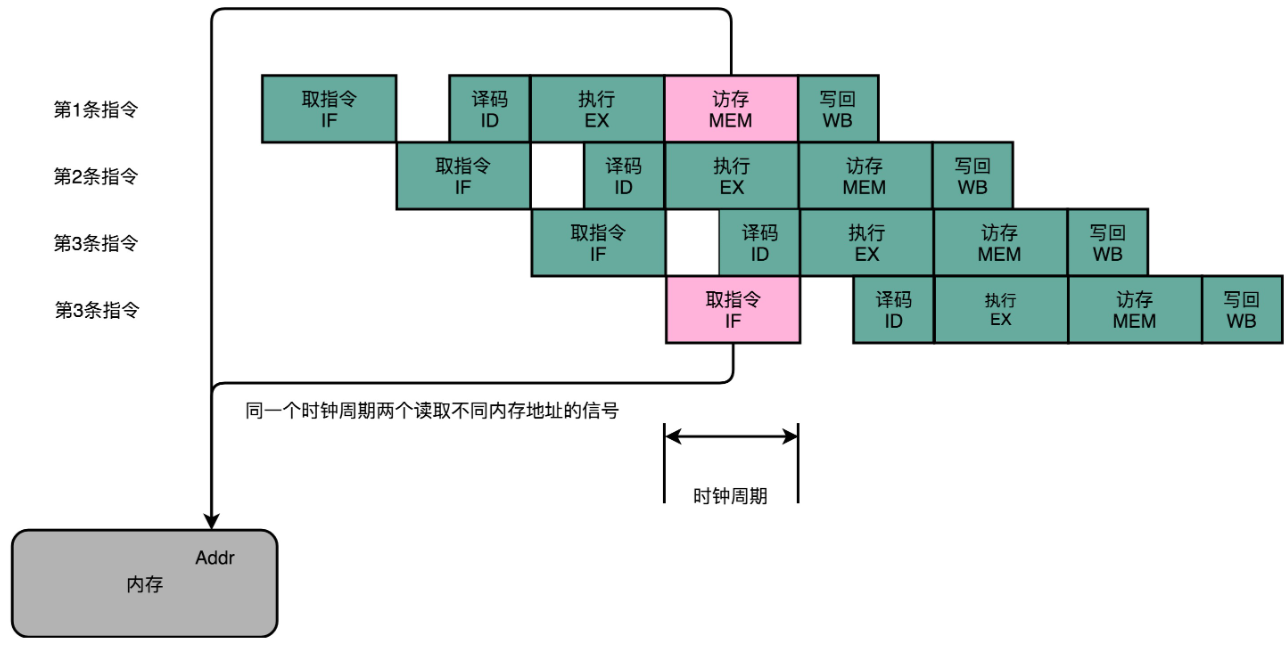 第1条指令
取指令
IF
译码
ID
执行
EX
访存
MEM
写回
WB
第2条指令
取指令
IF
译码
ID
执行
EX
访存
MEM
写回
WB
第3条指令
取指令
IF
译码
ID
执行
EX
访存
MEM
写回
WB
第3条指令
取指令
IF
译码
ID
执行
EX
访存
MEM
写回
WB
同一个时钟周期两个读取不同内存地址的信号
时钟周期
Addr
内存